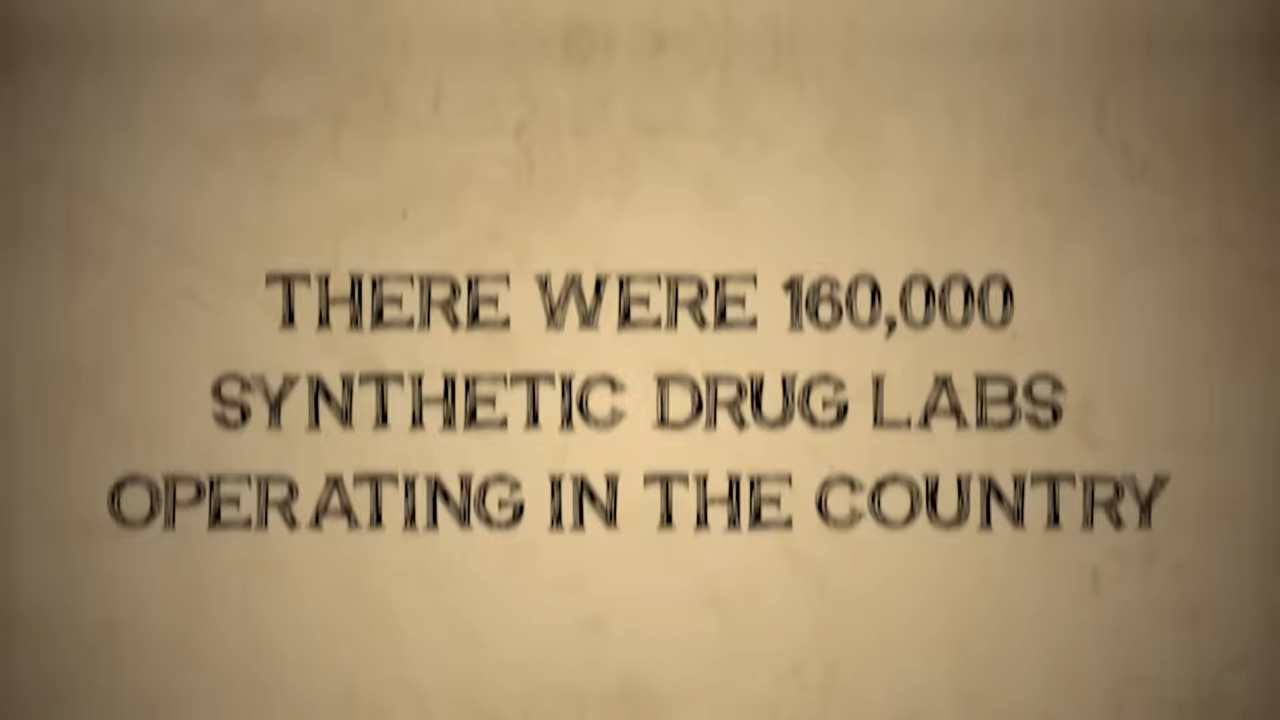 THERE WERE 160,000
SYNTHETIC DRUG LABS
OPERATING IN THE COUNTRY